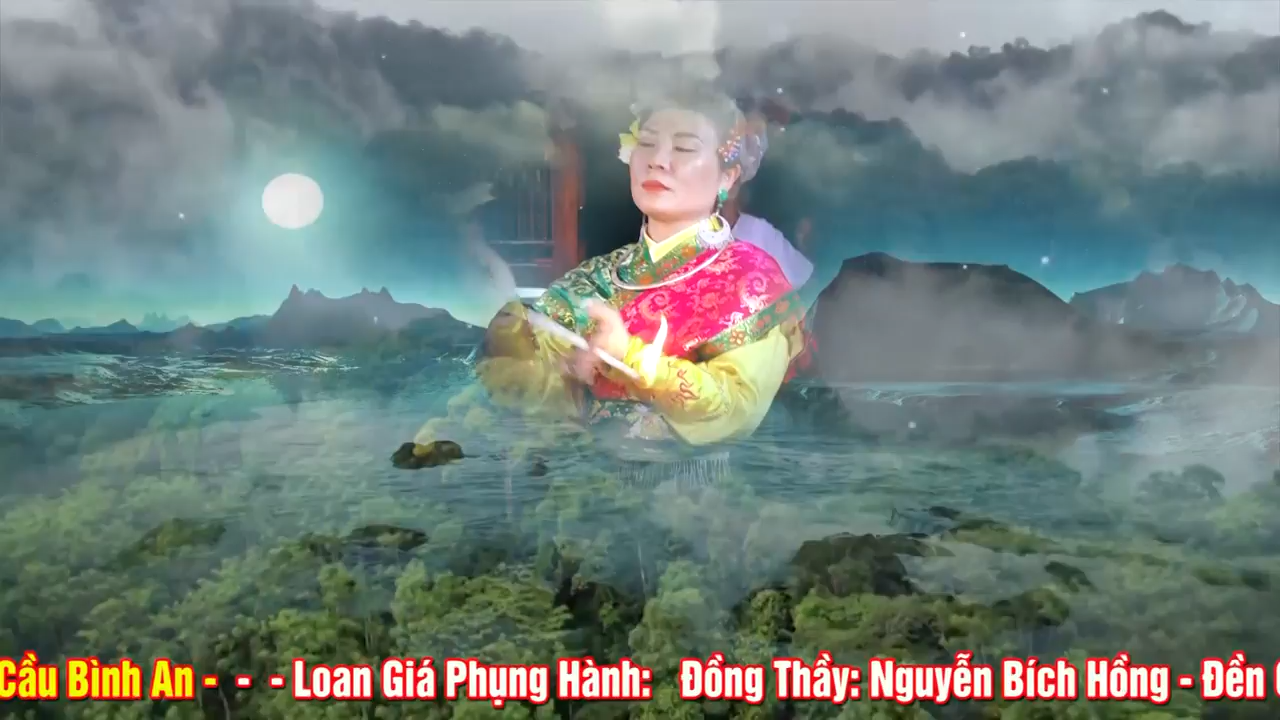 Cầu Bình An - - - Loan Giá Phụng Hành: Đồng Thầy: Nguyễn Bích Hồng - Đền